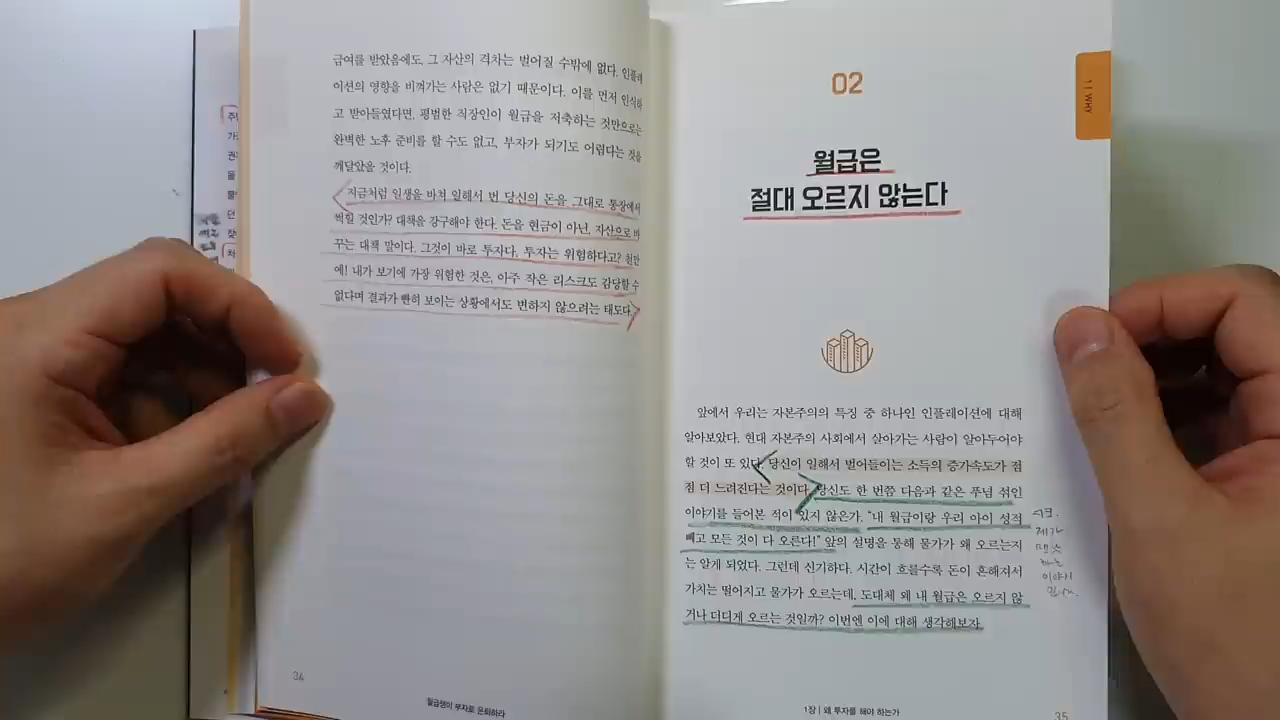 급여를 받았음에도, 그 자산의 격차는 벌어질 수밖에 없다. 인플레
이션의 영향을 비껴가는 사람은 없기 때문이다. 이를 먼저 인식하
고 받아들였다면, 평범한 직장인이 월급을 저축하는 것만으로는
완벽한 노후 준비를 할 수도 없고, 부자가 되기도 어렵다는 것을
깨달았을 것이다.
지금처럼 일생을 바쳐 일해서 번 당신의 돈을 그대로 통장에서
썩힐 것인가? 대책을 강구해야 한다. 돈을 현금이 아닌, 자산으로 바
꾸는 대책 말이다. 그것이 바로 투자다. 투자는 위험하다고? 천만
에! 내가 보기에 가장 위험한 것은, 아주 작은 리스크도 감당할 수
없다며 결과가 뻔히 보이는 상황에서도 변하지 않으려는 태도다.
34
월급쟁이 부자로 은퇴하라
1 | WHY
02
월급은
절대 오르지 않는다
앞에서 우리는 자본주의의 특징 중 하나인 인플레이션에 대해
알아보았다. 현대 자본주의 사회에서 살아가는 사람이 알아두어야
할 것이 또 있다. 당신이 일해서 벌어들이는 소득의 증가속도가 점
점 더 느려진다는 것이다. 당신도 한 번쯤 다음과 같은 푸념 섞인
이야기를 들어본 적이 있지 않은가. “내 월급이랑 우리 아이 성적
빼고 모든 것이 다 오른다!” 앞의 설명을 통해 물가가 왜 오르는지
는 알게 되었다. 그런데 신기하다. 시간이 흐를수록 돈이 흔해져서
가치는 떨어지고 물가가 오르는데, 도대체 왜 내 월급은 오르지 않
거나 더디게 오르는 것일까? 이번엔 이에 대해 생각해보자.
제가
하는
이야기
1장 | 왜 투자를 해야 하는가
35